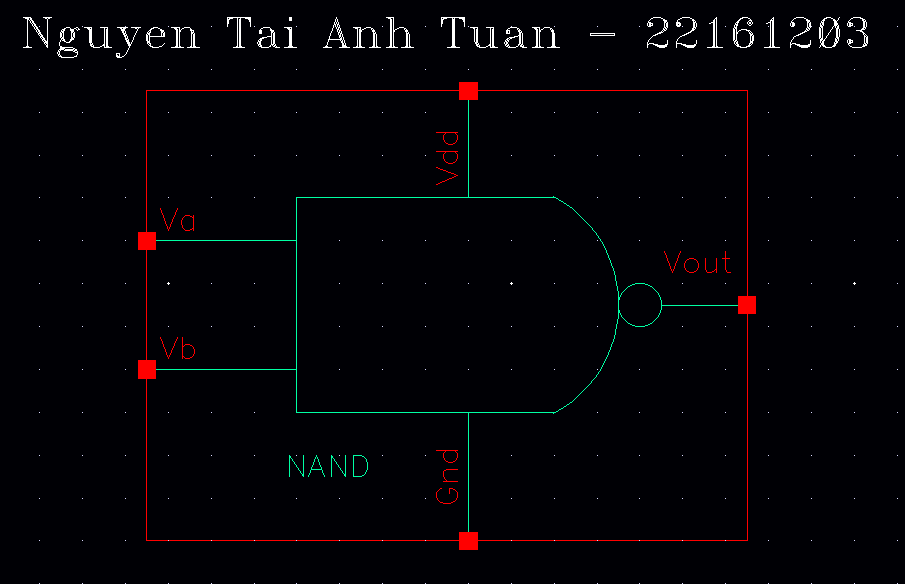 Nguyen Tai Anh Tuan - 22161203
Vdd
Va
Vout
Vb
NAND
Gnd